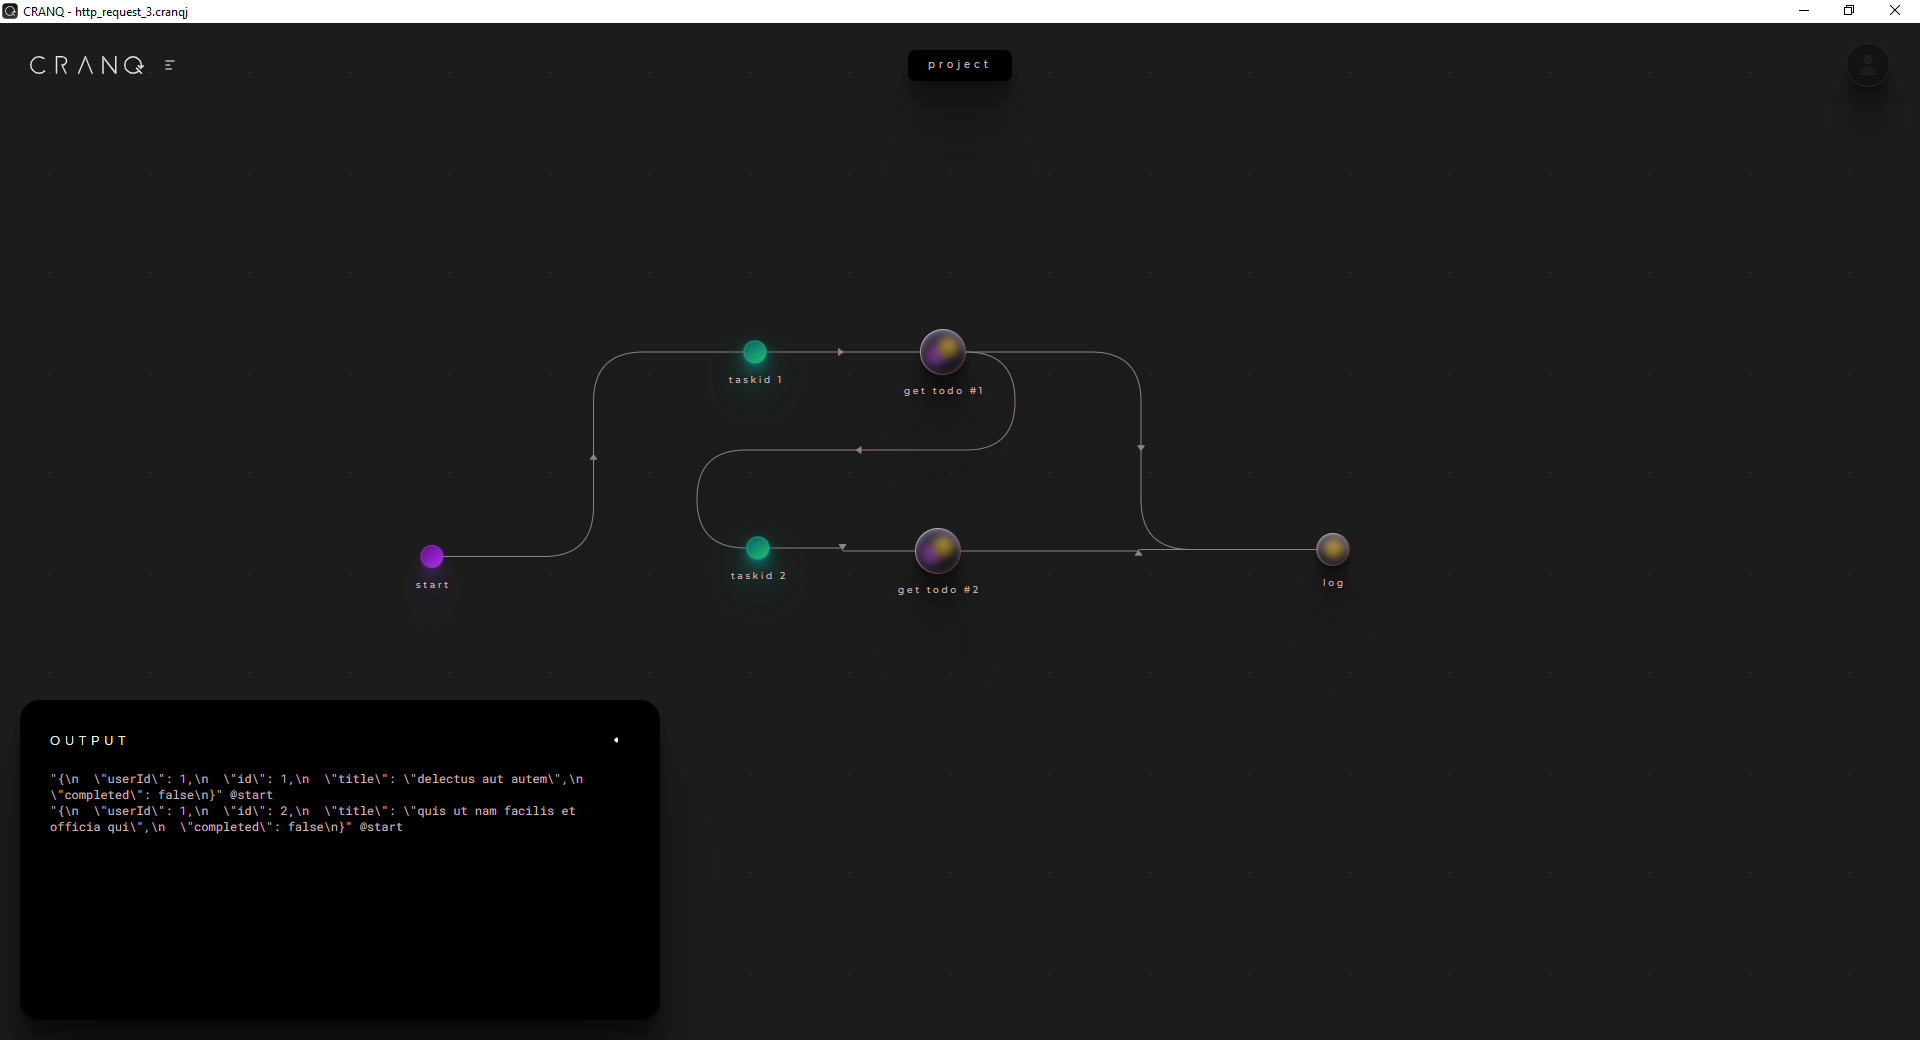 CRANQ - http_request_3.cranqj
CRANQ
project
taskid 1
get todo #1
taskid 2
get todo #2
start
log
OUTPUT
"{\n  \"userId\": 1,\n  \"id\": 1,\n  \"title\": \"delectus aut autem\",\n
\"completed\": false\n}" @start
"{\n  \"userId\": 1,\n  \"id\": 2,\n  \"title\": \"quis ut nam facilis et
officia qui\",\n  \"completed\": false\n}" @start